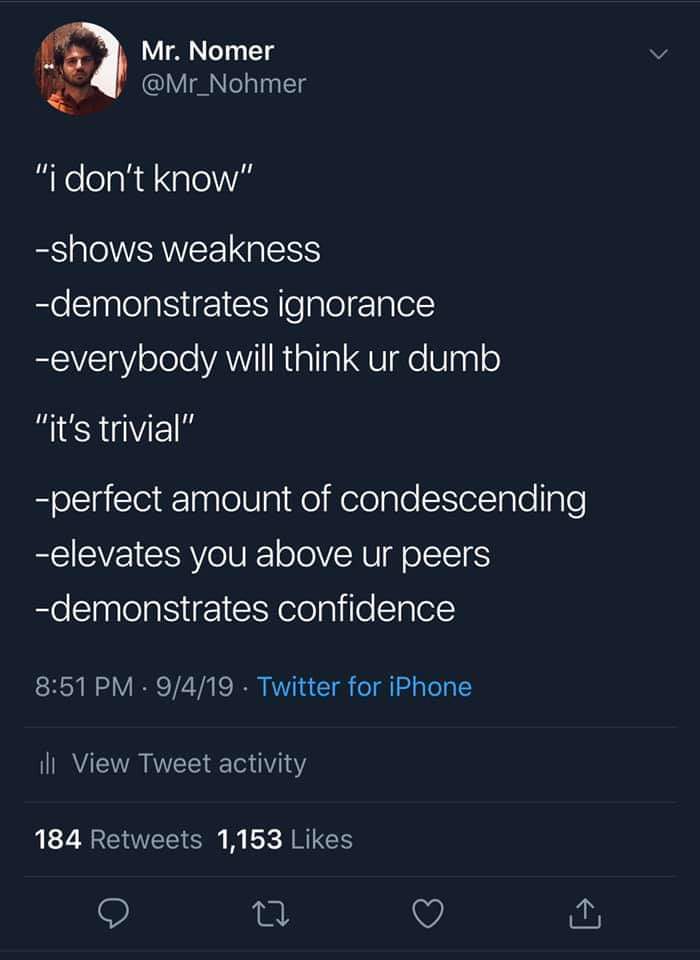 Mr. Nomer
@Mr_Nohmer
“i don’t know”
-shows weakness
-demonstrates ignorance
-everybody will think ur dumb
“it’s trivial”
-perfect amount of condescending
-elevates you above ur peers
-demonstrates confidence
8:51 PM · 9/4/19 · Twitter for iPhone
View Tweet activity
184 Retweets 1,153 Likes